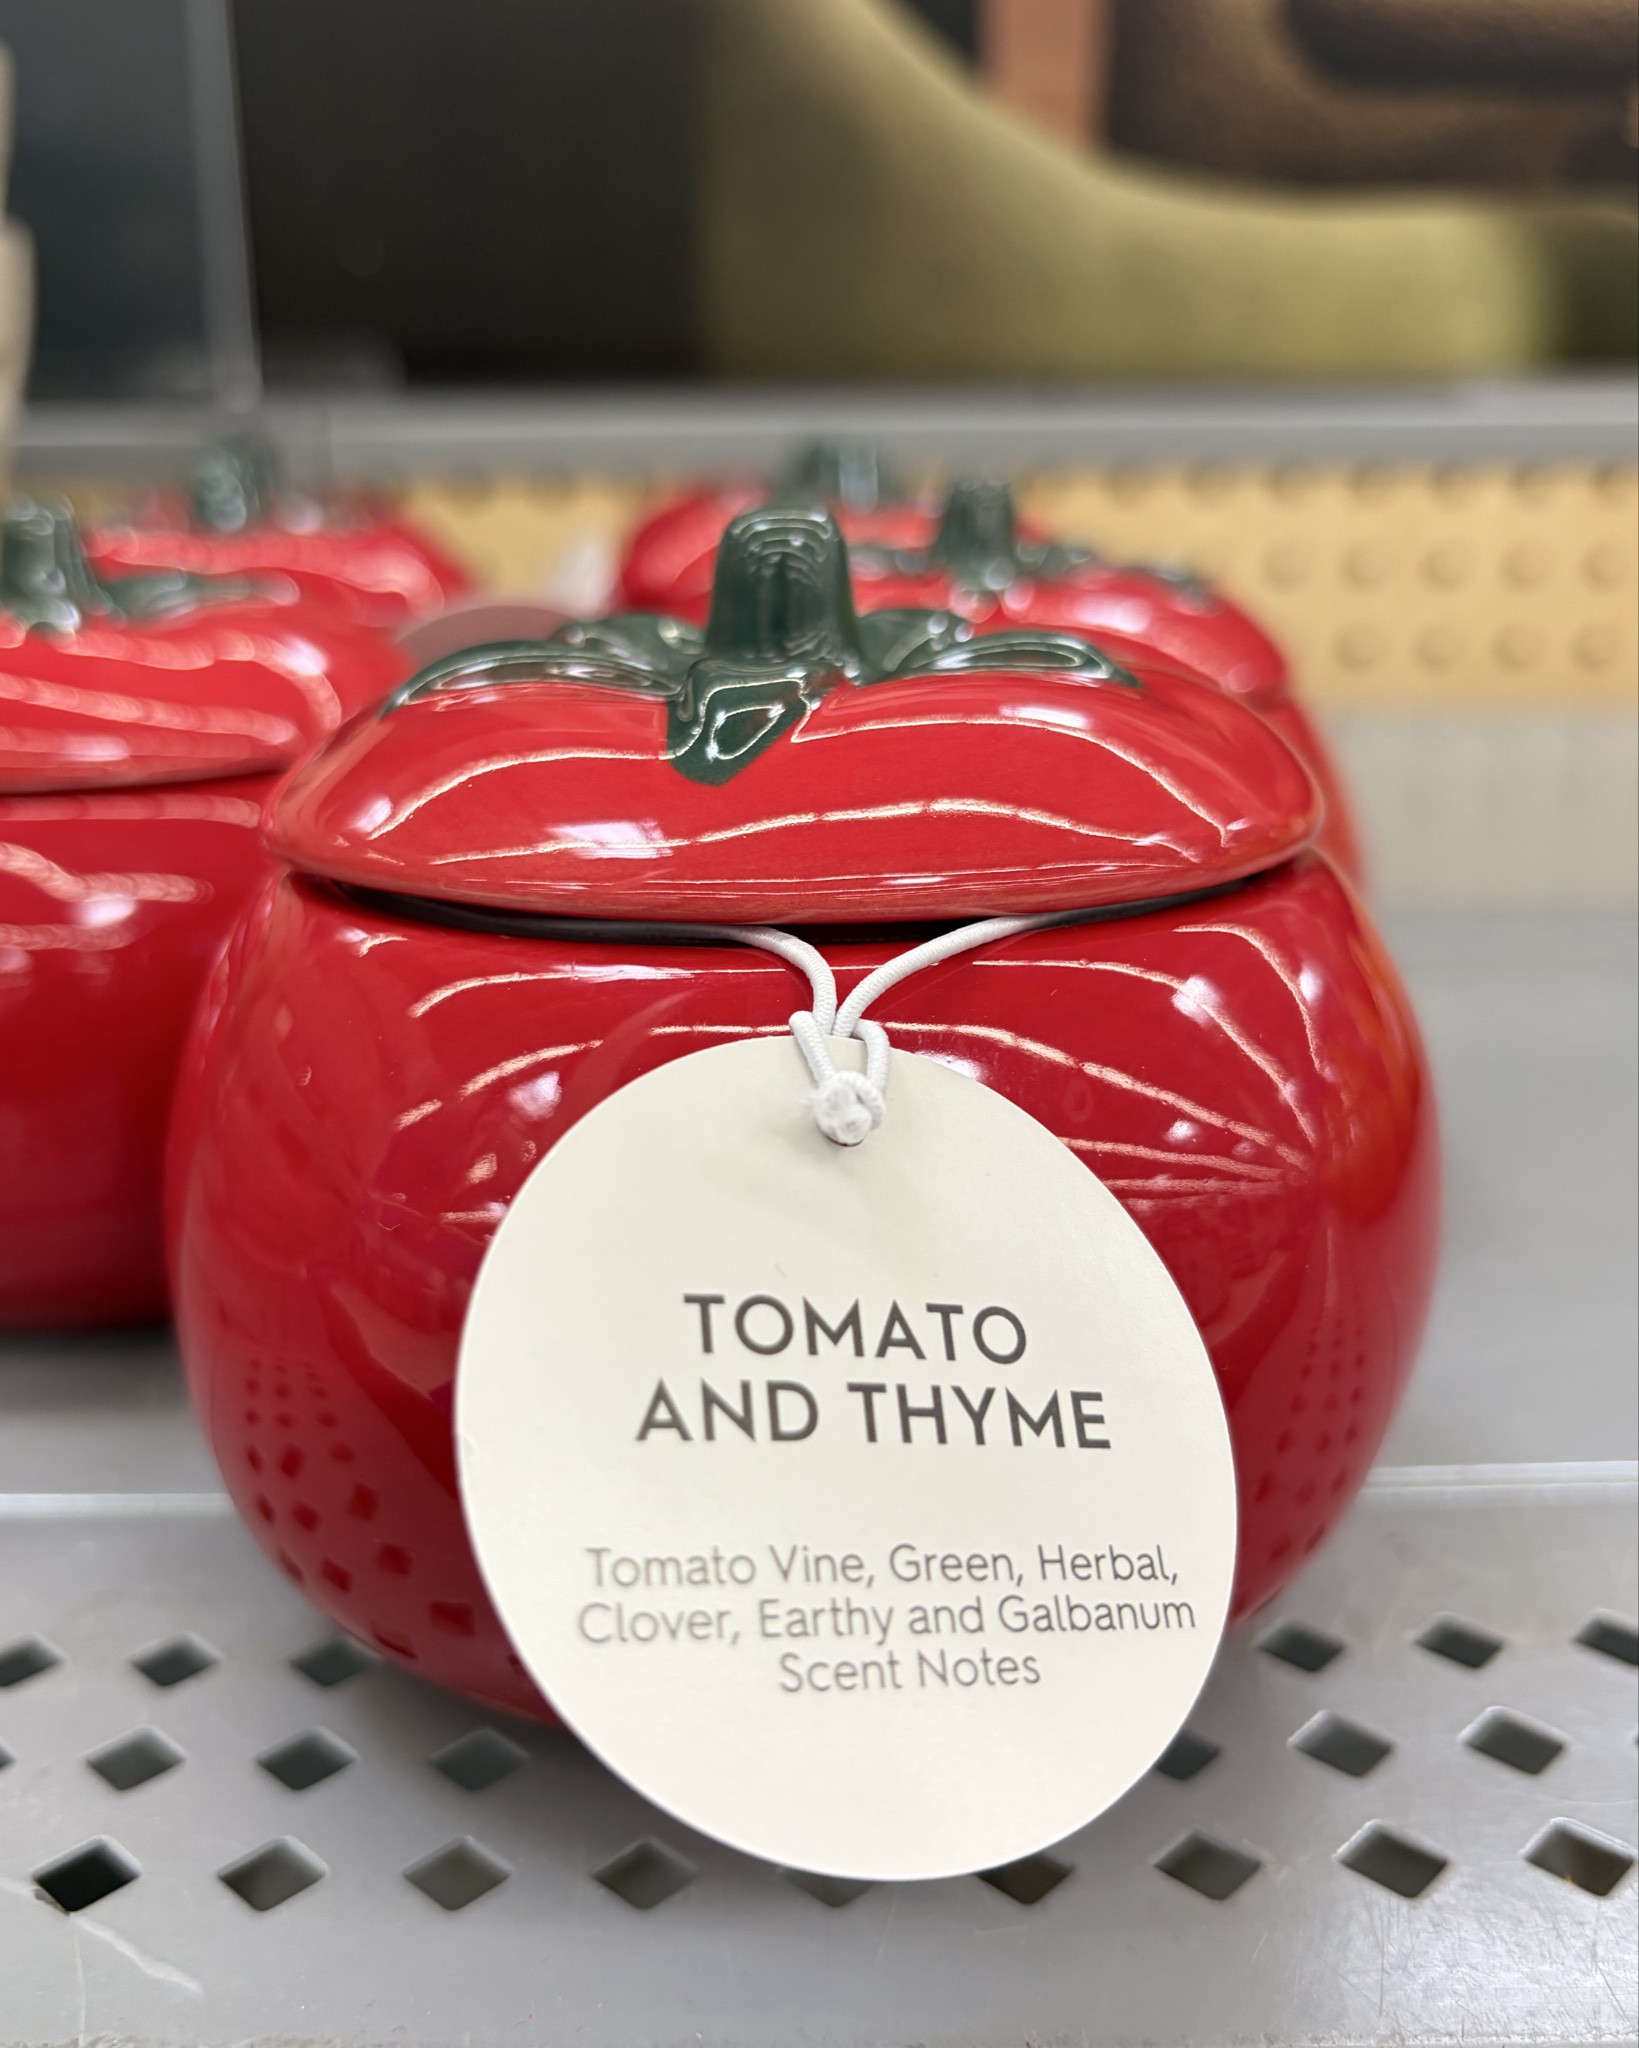 TOMATO
AND THYME
Tomato Vine, Green, Herbal,
Clover, Earthy and Galbanum
Scent Notes